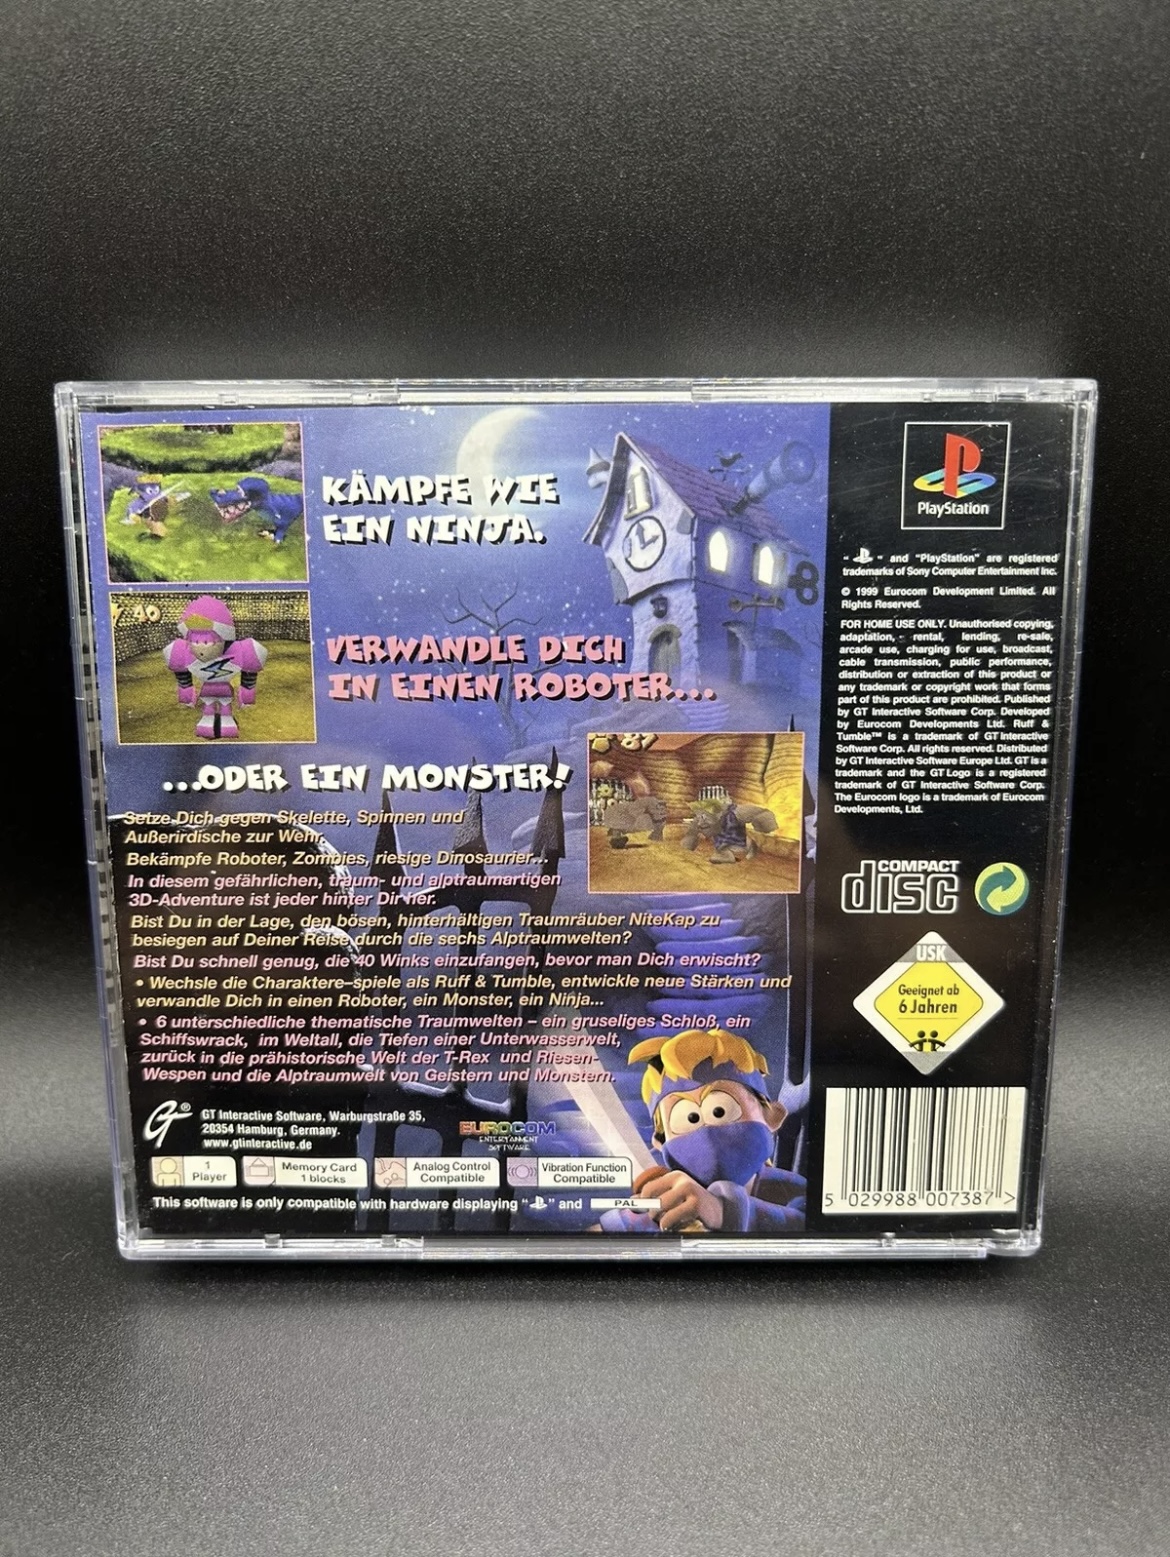 KÄMPFE WIE
EIN NINJA.
VERWANDLE DICH
IN EINEN ROBOTER...
...ODER EIN MONSTER!
Setze Dich gegen Skelette, Spinnen und
Außerirdische zur Wehr.
Bekämpfe Roboter, Zombies, riesige Dinosaurier...
In diesem gefährlichen, traum- und alptraumartigen
3D-Adventure ist jeder hinter Dir her.
Bist Du in der Lage, den bösen, hinterhältigen Traumräuber NiteKap zu
besiegen auf Deiner Reise durch die sechs Alptraumwelten?
Bist Du schnell genug, die 40 Winks einzufangen, bevor man Dich erwischt?
• Wechsle die Charaktere–spiele als Ruff & Tumble, entwickle neue Stärken und
verwandle Dich in einen Roboter, ein Monster, ein Ninja...
• 6 unterschiedliche thematische Traumwelten – ein gruseliges Schloß, ein
Schiffswrack, im Weltall, die Tiefen einer Unterwasserwelt,
zurück in die prähistorische Welt der T-Rex und Riesen-
Wespen und die Alptraumwelt von Geistern und Monstern.
GT ®
GT Interactive Software, Warburgstraße 35,
20354 Hamburg, Germany.
www.gtinteractive.de
EUROCOM
ENTERTAINMENT
SOFTWARE
1
Player
Memory Card
1 blocks
Analog Control
Compatible
Vibration Function
Compatible
This software is only compatible with hardware displaying " " and PAL
PlayStation
" " and "PlayStation" are registered
trademarks of Sony Computer Entertainment Inc.
© 1999 Eurocom Development Limited. All
Rights Reserved.
FOR HOME USE ONLY. Unauthorised copying,
adaptation, rental, lending, re-sale,
arcade use, charging for use, broadcast,
cable transmission, public performance,
distribution or extraction of this product or
any trademark or copyright work that forms
part of this product are prohibited. Published
by GT Interactive Software Corp. Developed
by Eurocom Developments Ltd. Ruff &
Tumble™ is a trademark of GT Interactive
Software Corp. All rights reserved. Distributed
by GT Interactive Software Europe Ltd. GT is a
trademark and the GT Logo is a registered
trademark of GT Interactive Software Corp.
The Eurocom logo is a trademark of Eurocom
Developments, Ltd.
COMPACT
disc
USK
Geeignet ab
6 Jahren
5 029988 007387 >